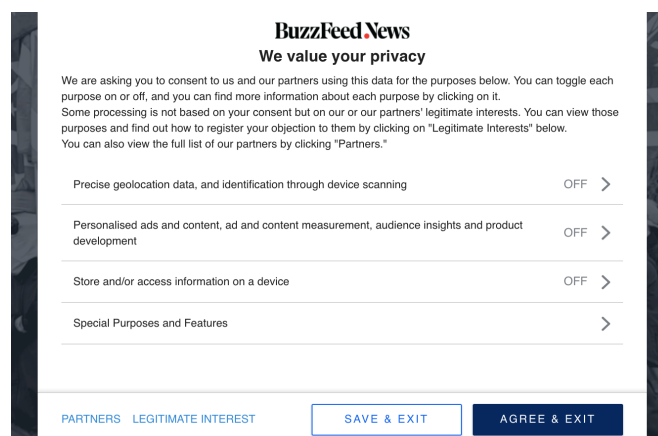 BuzzFeed News
We value your privacy
We are asking you to consent to us and our partners using this data for the purposes below. You can toggle each
purpose on or off, and you can find more information about each purpose by clicking on it.
Some processing is not based on your consent but on our or our partners' legitimate interests. You can view those
purposes and find out how to register your objection to them by clicking on "Legitimate Interests" below.
You can also view the full list of our partners by clicking "Partners."
Precise geolocation data, and identification through device scanning OFF
Personalised ads and content, ad and content measurement, audience insights and product
development OFF
Store and/or access information on a device OFF
Special Purposes and Features
PARTNERS LEGITIMATE INTEREST SAVE & EXIT AGREE & EXIT